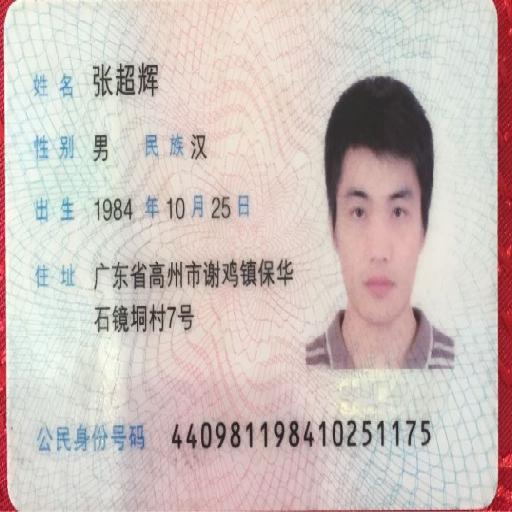 姓名 张超辉
性别 男 民族 汉
出生 1984 年 10 月 25 日
住址 广东省高州市谢鸡镇保华
石镜垌村7号
公民身份号码 440981198410251175